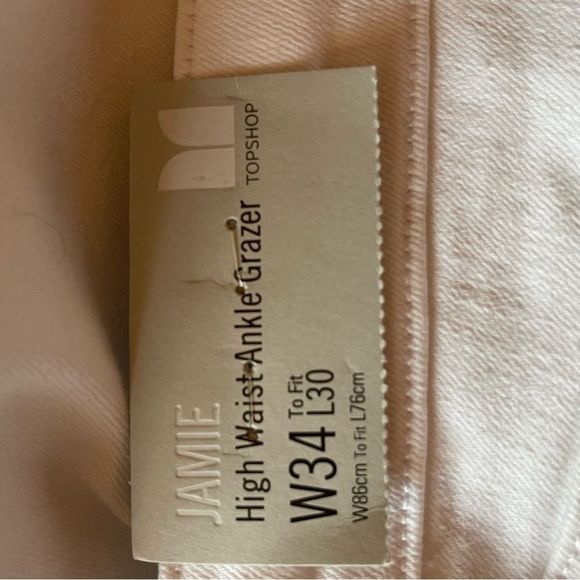 JAMIE
High Waist Ankle Grazer TOPSHOP
W34 To Fit L30
W86cm To Fit L76cm